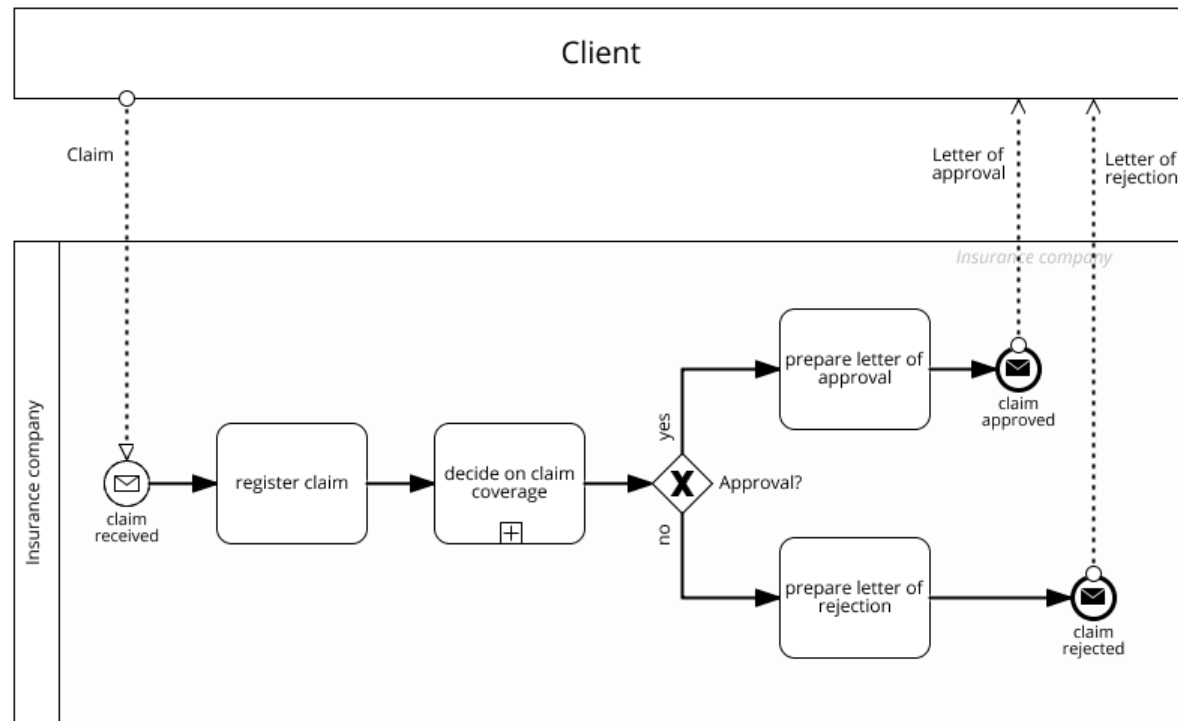 Client
Claim
Letter of
approval
Letter of
rejection
Insurance company
Insurance company
prepare letter of
approval
claim
approved
yes
register claim
decide on claim
coverage
Approval?
claim
received
no
prepare letter of
rejection
claim
rejected